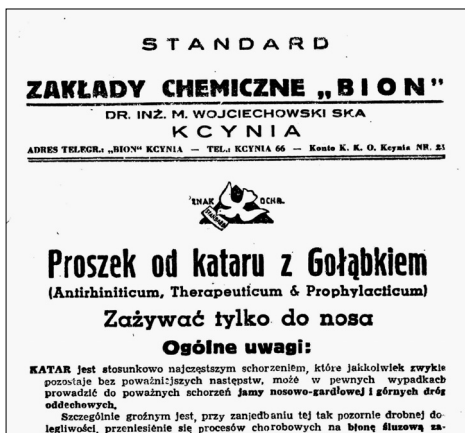 STANDARD
ZAKŁADY CHEMICZNE „BION"
DR. INŻ. M. WOJCIECHOWSKI SKA
KCYNIA
ADRES TELEGR.: „BION" KCYNIA — TEL.: KCYNIA 66 — Konto K. K. O. Kcynia NR. 23
ZNAK OCHR.
STANDARD
Proszek od kataru z Gołąbkiem
(Antirhiniticum, Therapeuticum & Prophylacticum)
Zażywać tylko do nosa
Ogólne uwagi:
KATAR jest stosunkowo najczęstszym schorzeniem, które jakkolwiek zwykle
pozostaje bez poważniejszych następstw, może w pewnych wypadkach
prowadzić do poważnych schorzeń jamy nosowo-gardłowej i górnych dróg
oddechowych.
Szczególnie groźnym jest, przy zaniedbaniu tej tak pozornie drobnej do-
legliwości, przeniesienie się procesów chorobowych na błonę śluzową za-